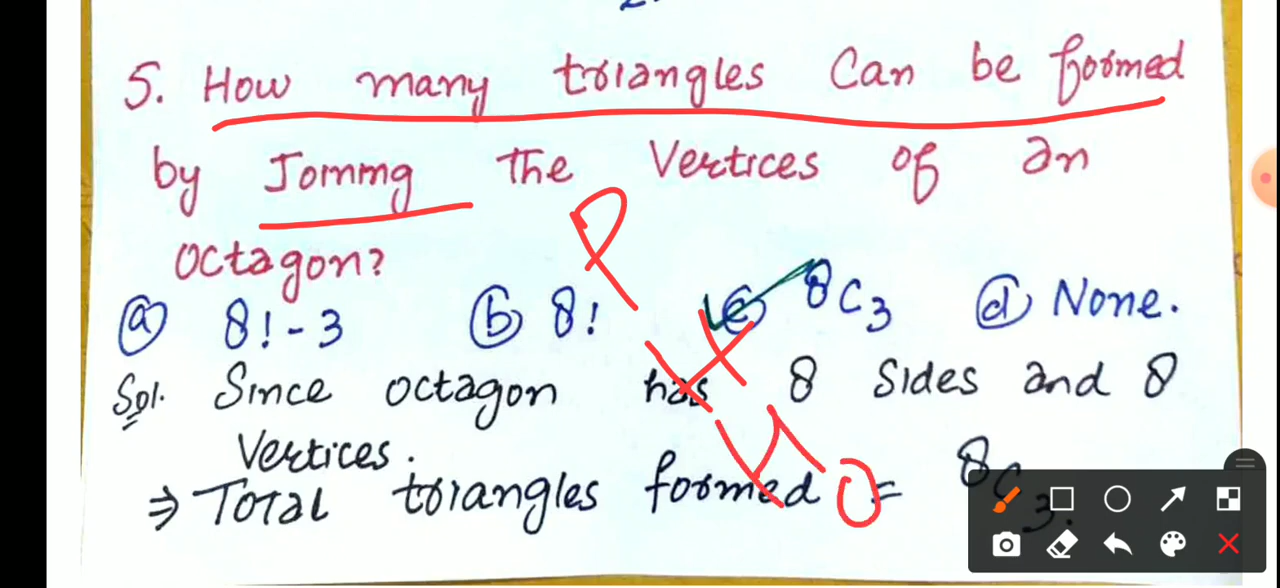 5. How many triangles Can be formed
by Joining the Vertices of an
octagon?
(a) 8! - 3 (b) 8! (c) 8C3 (d) None.
Sol. Since octagon has 8 sides and 8
Vertices.
⇒ Total triangles formed = 8C3.